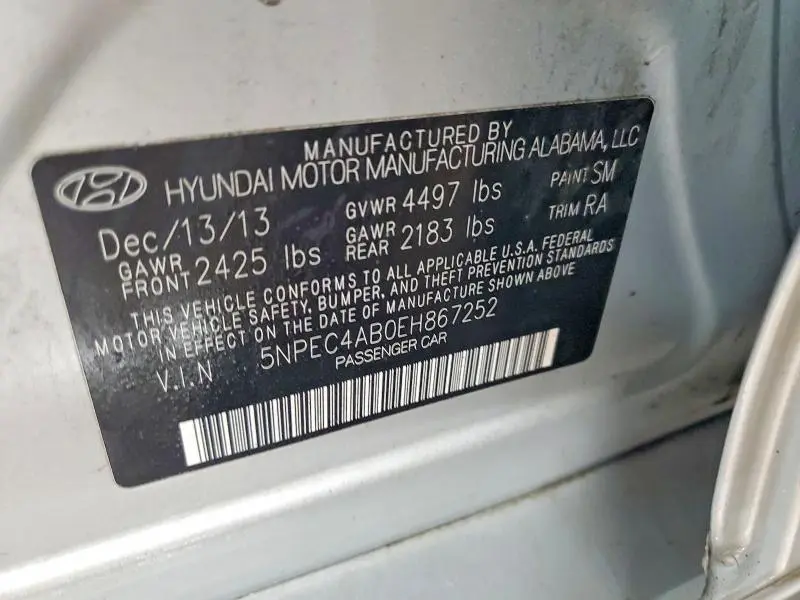 MANUFACTURED BY
HYUNDAI MOTOR MANUFACTURING ALABAMA, LLC
Dec/13/13 GVWR 4497 lbs PAINT SM
GAWR FRONT 2425 lbs GAWR REAR 2183 lbs TRIM RA
THIS VEHICLE CONFORMS TO ALL APPLICABLE U.S.A. FEDERAL
MOTOR VEHICLE SAFETY, BUMPER, AND THEFT PREVENTION STANDARDS
IN EFFECT ON THE DATE OF MANUFACTURE SHOWN ABOVE
V.I.N 5NPEC4AB0EH867252
PASSENGER CAR